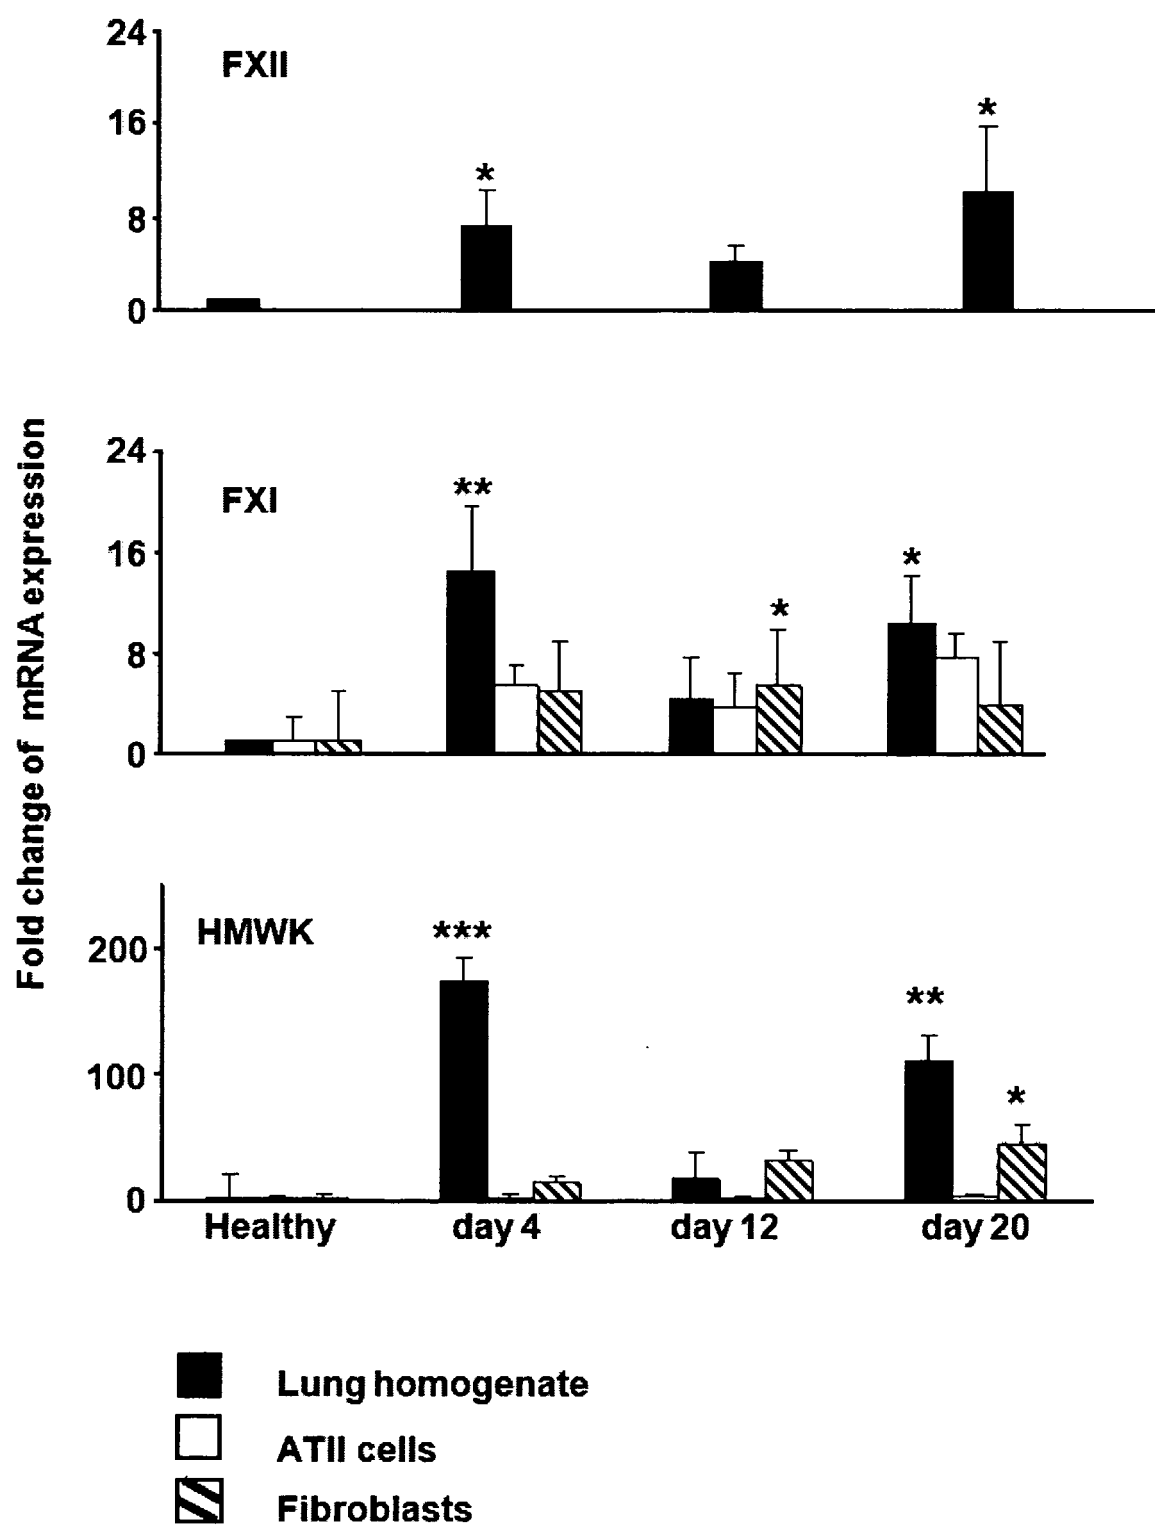 24
FXII
16
*
*
8
0
Fold change of mRNA expression
24
FXI
**
16
*
*
8
0
HMWK
***
200
**
100
*
0
Healthy day 4 day 12 day 20
Lung homogenate
ATII cells
Fibroblasts